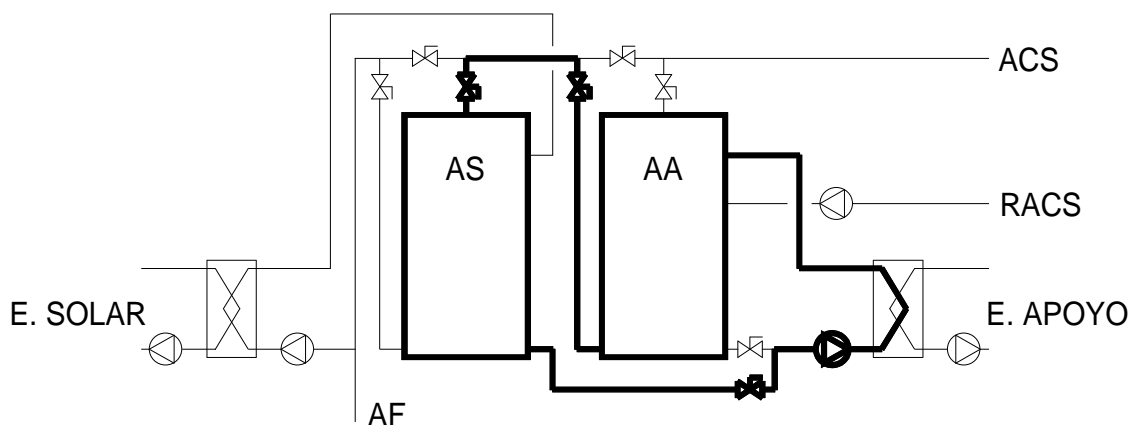 ACS
AS
AA
RACS
E. SOLAR
E. APOYO
AF